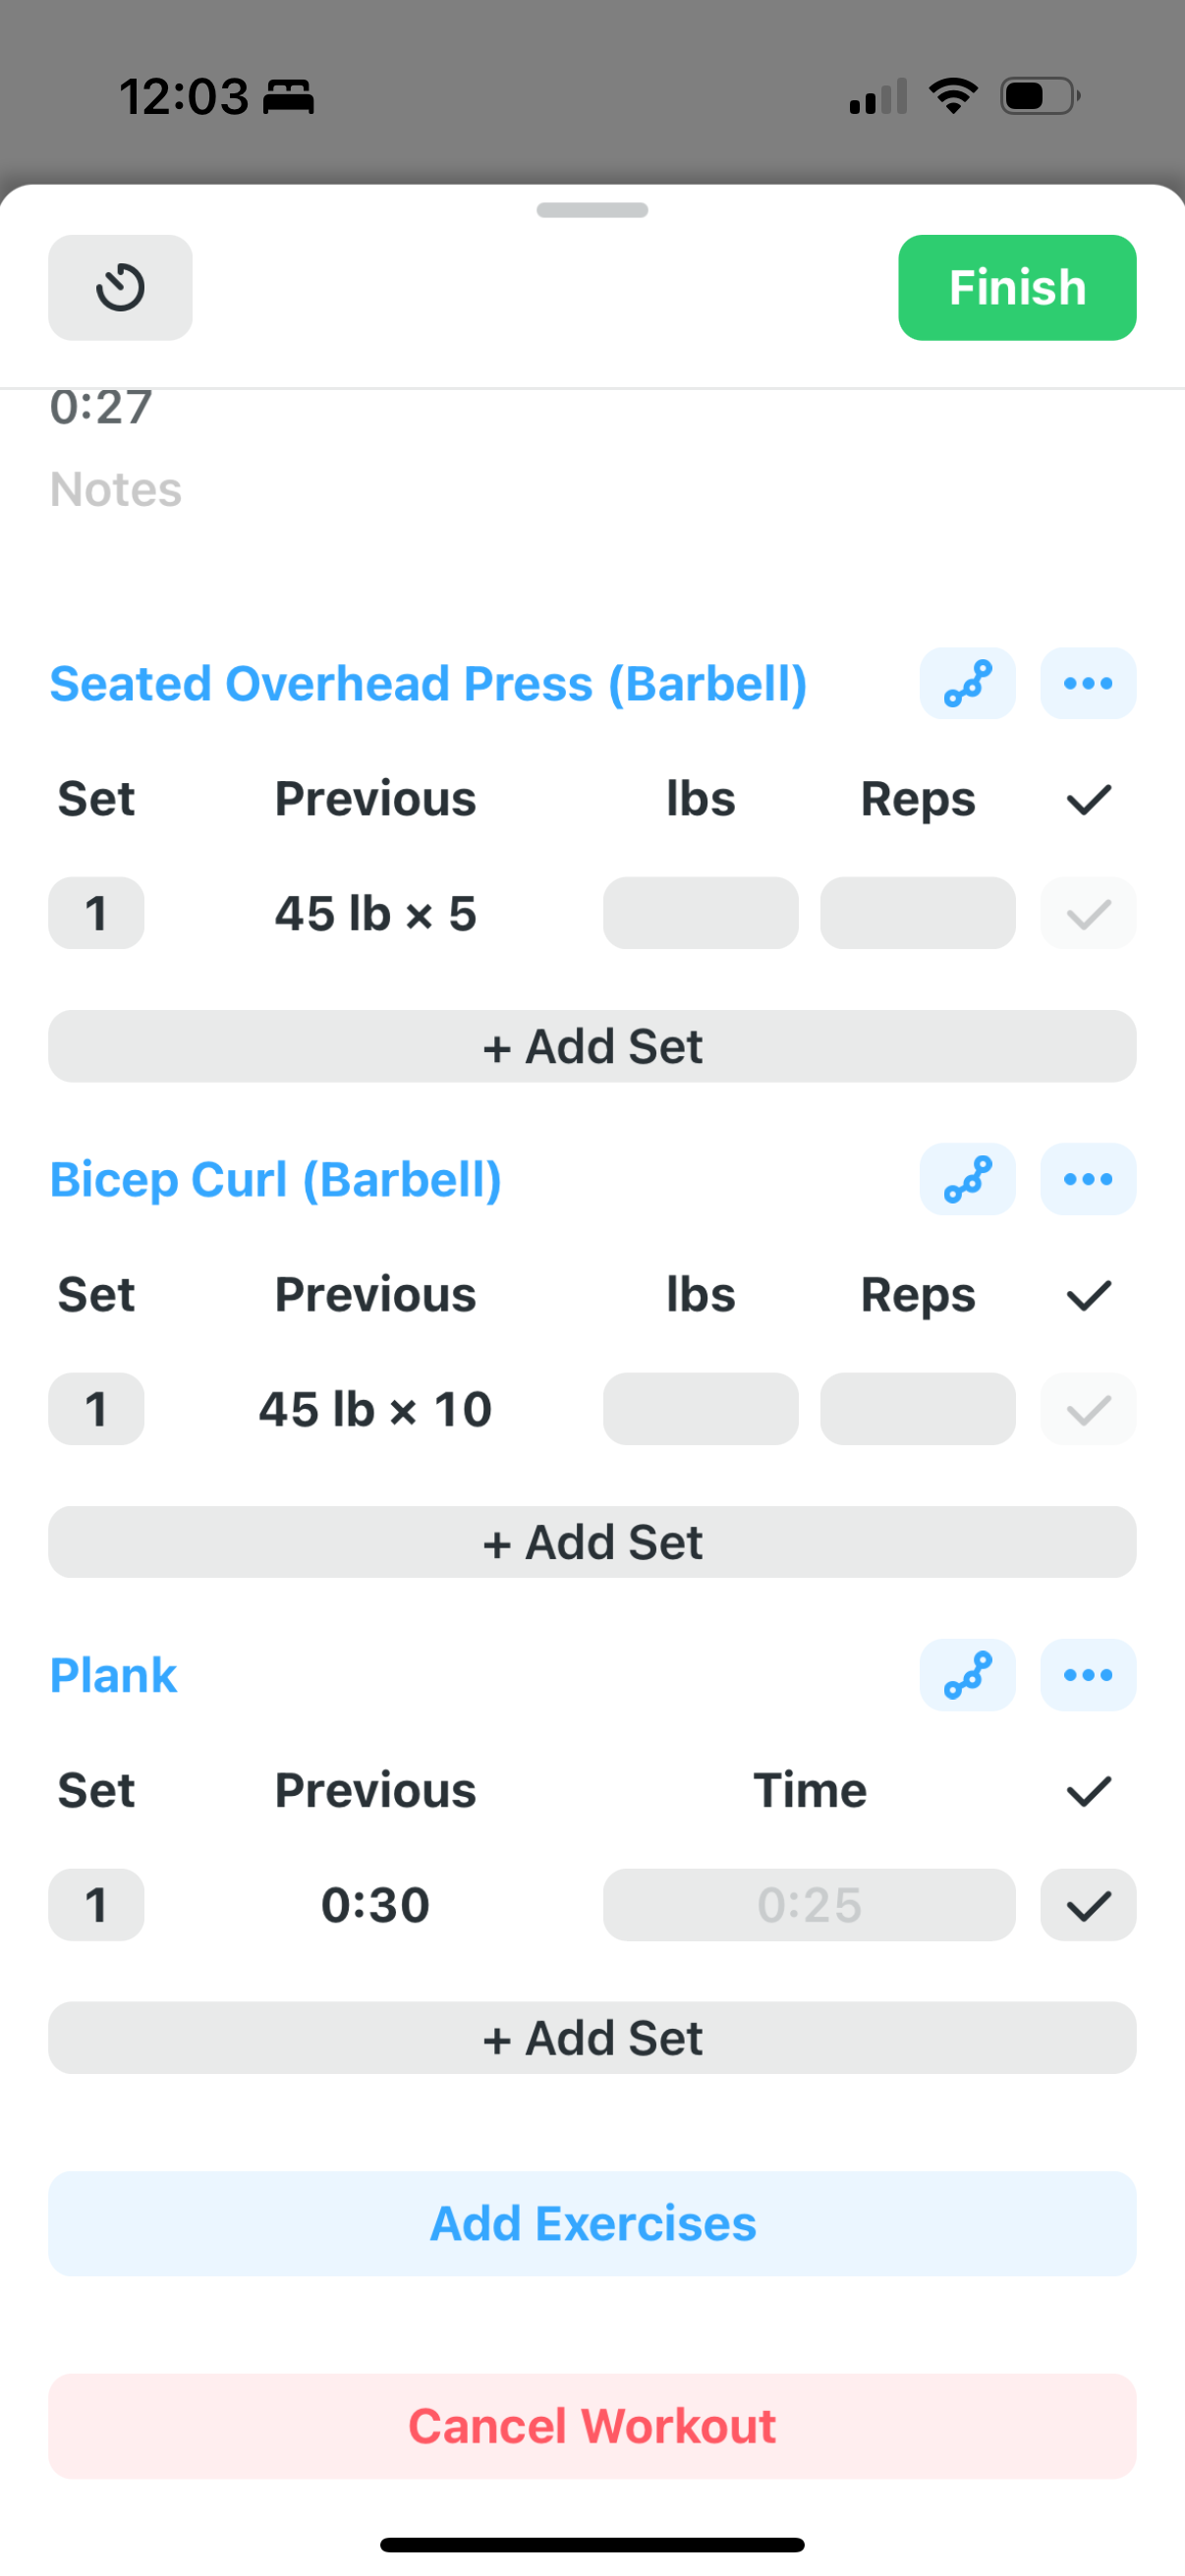 12:03
Finish
0:27
Notes
Seated Overhead Press (Barbell)
Set Previous lbs Reps
1 45 lb × 5
+ Add Set
Bicep Curl (Barbell)
Set Previous lbs Reps
1 45 lb × 10
+ Add Set
Plank
Set Previous Time
1 0:30 0:25
+ Add Set
Add Exercises
Cancel Workout